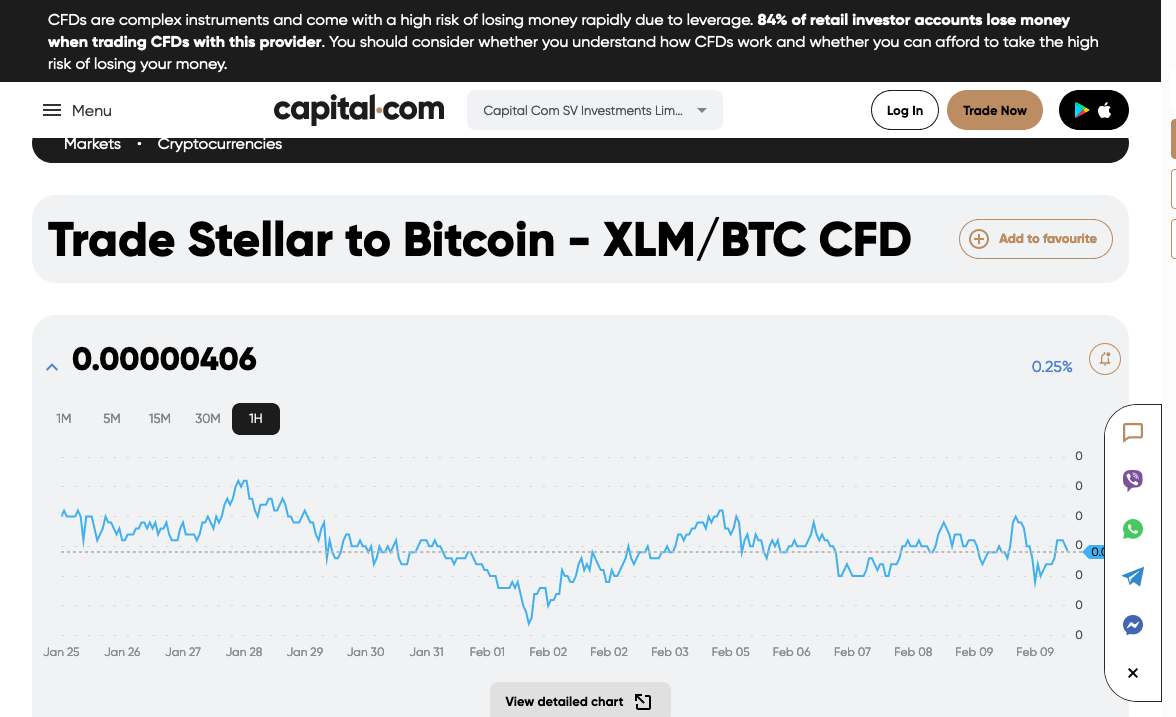 CFDs are complex instruments and come with a high risk of losing money rapidly due to leverage. 84% of retail investor accounts lose money
when trading CFDs with this provider. You should consider whether you understand how CFDs work and whether you can afford to take the high
risk of losing your money.
Menu
capital.com
Capital Com SV Investments Lim...
Log In
Trade Now
Markets • Cryptocurrencies
Trade Stellar to Bitcoin - XLM/BTC CFD
Add to favourite
0.00000406
0.25%
1M 5M 15M 30M 1H
0
0
0
0
0.0
0
0
0
Jan 25 Jan 26 Jan 27 Jan 28 Jan 29 Jan 30 Jan 31 Feb 01 Feb 02 Feb 02 Feb 03 Feb 05 Feb 06 Feb 07 Feb 08 Feb 09 Feb 09
View detailed chart